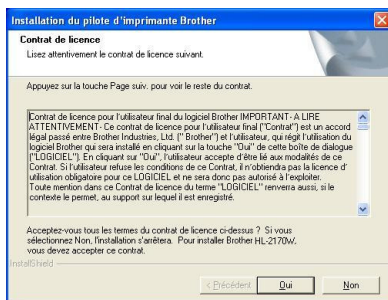 Installation du pilote d'imprimante Brother
Contrat de licence
Lisez attentivement le contrat de licence suivant.
Appuyez sur la touche Page suiv. pour voir le reste du contrat.
Contrat de licence pour l'utilisateur final du logiciel Brother IMPORTANT- A LIRE
ATTENTIVEMENT- Ce contrat de licence pour l'utilisateur final ("Contrat") est un accord
légal passé entre Brother Industries, Ltd. (" Brother") et l'utilisateur, qui régit l'utilisation du
logiciel Brother qui sera installé en cliquant sur la touche "Oui" de cette boîte de dialogue
("LOGICIEL"). En cliquant sur "Oui", l'utilisateur accepte d'être lié aux modalités de ce
Contrat. Si l'utilisateur refuse les conditions de ce Contrat, il n'obtiendra pas la licence d'
utilisation obligatoire pour ce LOGICIEL et ne sera donc pas autorisé à l'exploiter.
Toute mention dans ce Contrat de licence du terme "LOGICIEL" renverra aussi, si le
contexte le permet, au support sur lequel il est enregistré.
Acceptez-vous tous les termes du contrat de licence ci-dessus ? Si vous
sélectionnez Non, l'installation s'arrêtera. Pour installer Brother HL-2170W,
vous devez accepter ce contrat.
InstallShield
< Précédent
Oui
Non